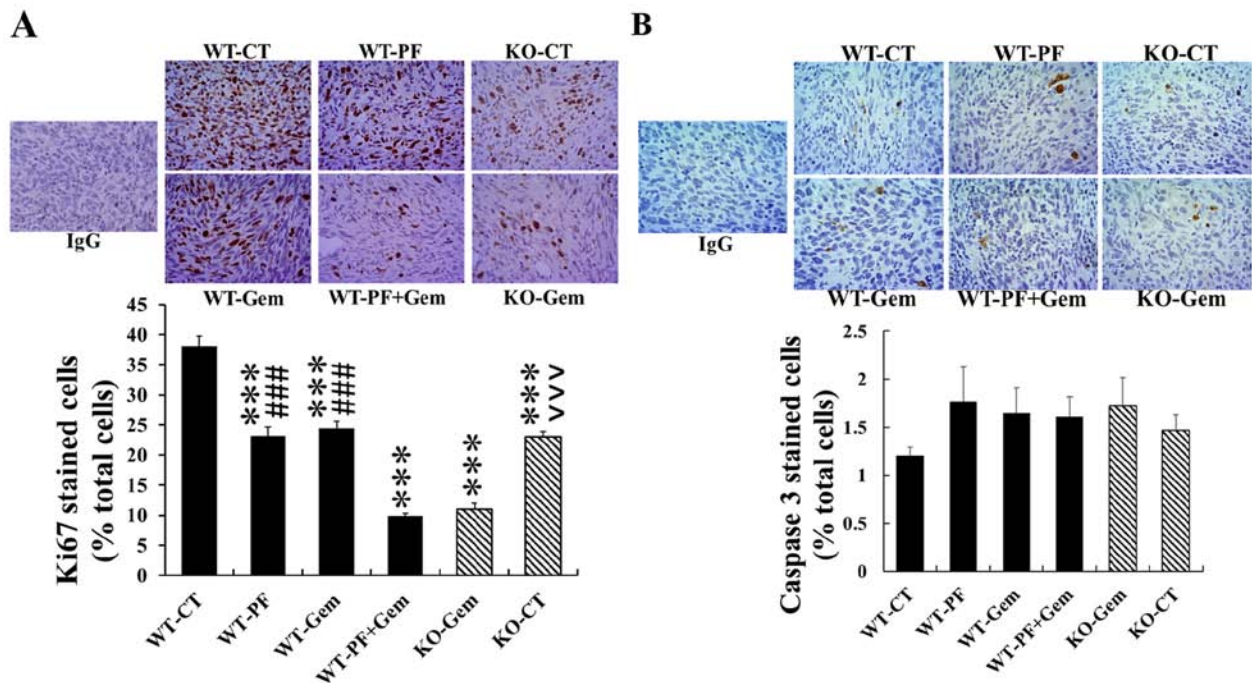 A
WT-CT WT-PF KO-CT
IgG
WT-Gem WT-PF+Gem KO-Gem
Ki67 stained cells
(% total cells)
45
40
35
30
25
20
15
10
5
0
***
###
***
###
***
***
***
>>>
WT-CT
WT-PF
WT-Gem
WT-PF+Gem
KO-Gem
KO-CT
B
WT-CT WT-PF KO-CT
IgG
WT-Gem WT-PF+Gem KO-Gem
Caspase 3 stained cells
(% total cells)
2.5
2
1.5
1
0.5
0
WT-CT
WT-PF
WT-Gem
WT-PF+Gem
KO-Gem
KO-CT